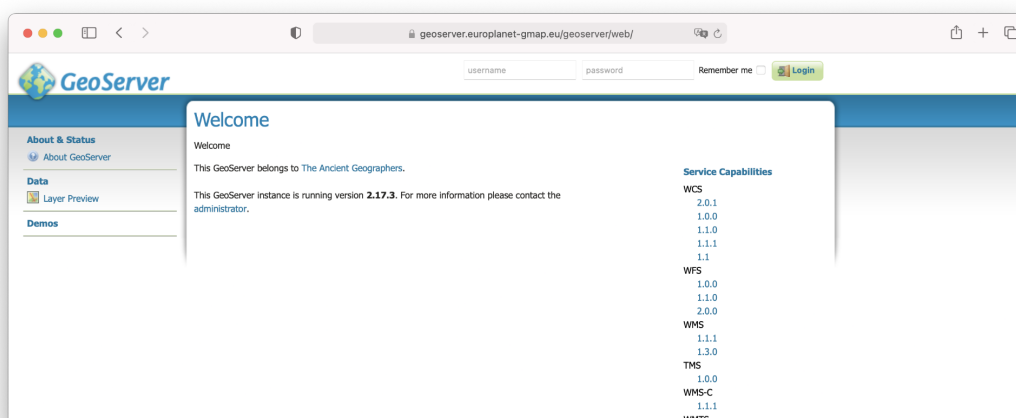 geoserver.europlanet-gmap.eu/geoserver/web/
GeoServer
username
password
Remember me
Login
About & Status
About GeoServer
Data
Layer Preview
Demos
Welcome
Welcome
This GeoServer belongs to The Ancient Geographers.
This GeoServer instance is running version 2.17.3. For more information please contact the
administrator.
Service Capabilities
WCS
2.0.1
1.0.0
1.1.0
1.1.1
1.1
WFS
1.0.0
1.1.0
2.0.0
WMS
1.1.1
1.3.0
TMS
1.0.0
WMS-C
1.1.1
WMTS